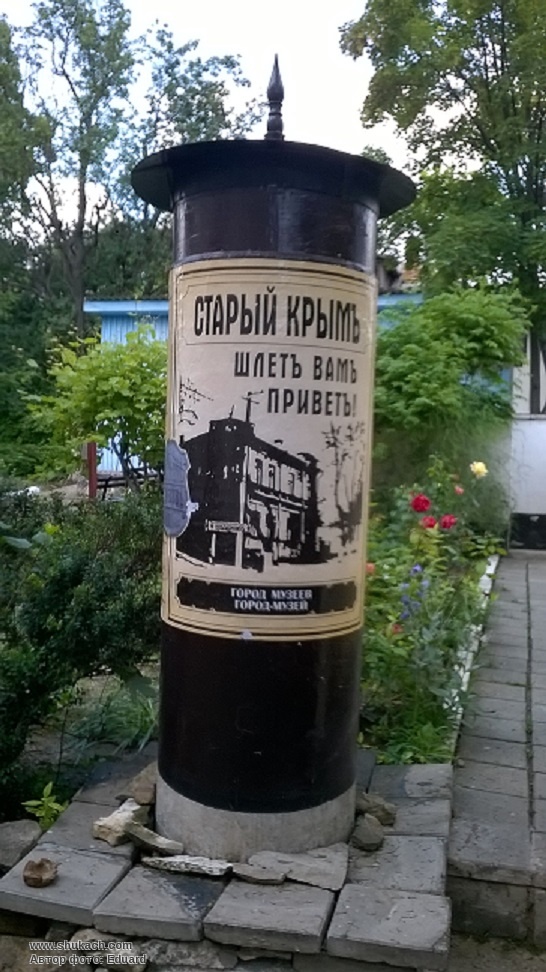 СТАРЫЙ КРЫМЪ
ШЛЕТЪ ВАМЪ
ПРИВЕТЪ!
ГОРОД МУЗЕЕВ
ГОРОД-МУЗЕЙ
www.shukach.com
Автор фото: Eduard